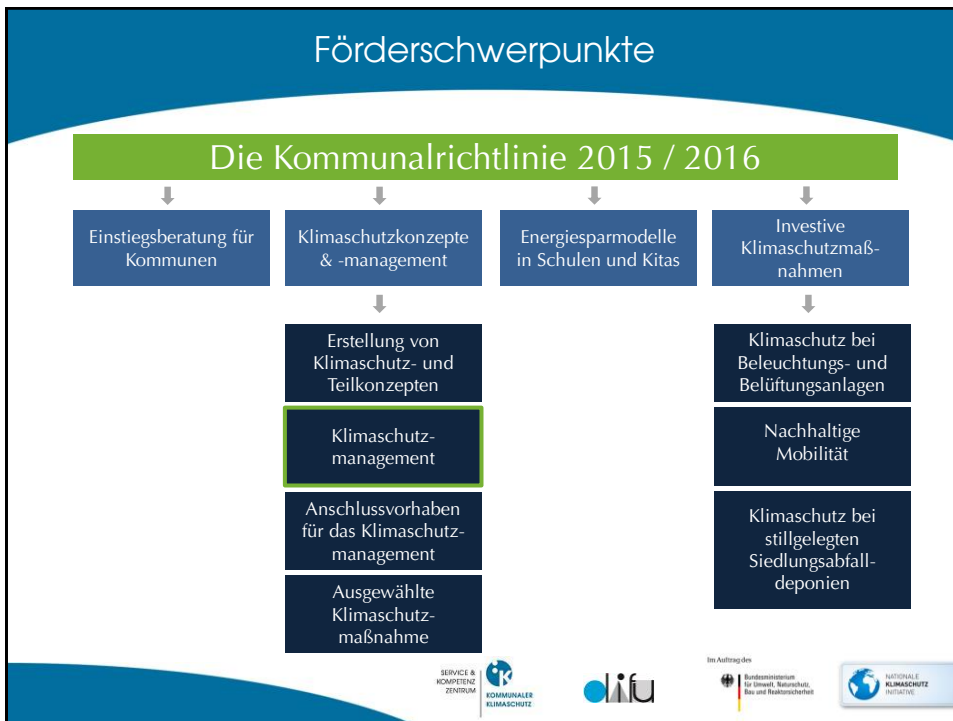 Förderschwerpunkte
Die Kommunalrichtlinie 2015 / 2016
Einstiegsberatung für
Kommunen
Klimaschutzkonzepte
& -management
Energiesparmodelle
in Schulen und Kitas
Investive
Klimaschutzmaß-
nahmen
Erstellung von
Klimaschutz- und
Teilkonzepten
Klimaschutz-
management
Anschlussvorhaben
für das Klimaschutz-
management
Ausgewählte
Klimaschutz-
maßnahme
Klimaschutz bei
Beleuchtungs- und
Belüftungsanlagen
Nachhaltige
Mobilität
Klimaschutz bei
stillgelegten
Siedlungsabfall-
deponien
SERVICE &
KOMPETENZ
ZENTRUM
KOMMUNALER
KLIMASCHUTZ
difu
Im Auftrag des
Bundesministerium
für Umwelt, Naturschutz,
Bau und Reaktorsicherheit
NATIONALE
KLIMASCHUTZ
INITIATIVE